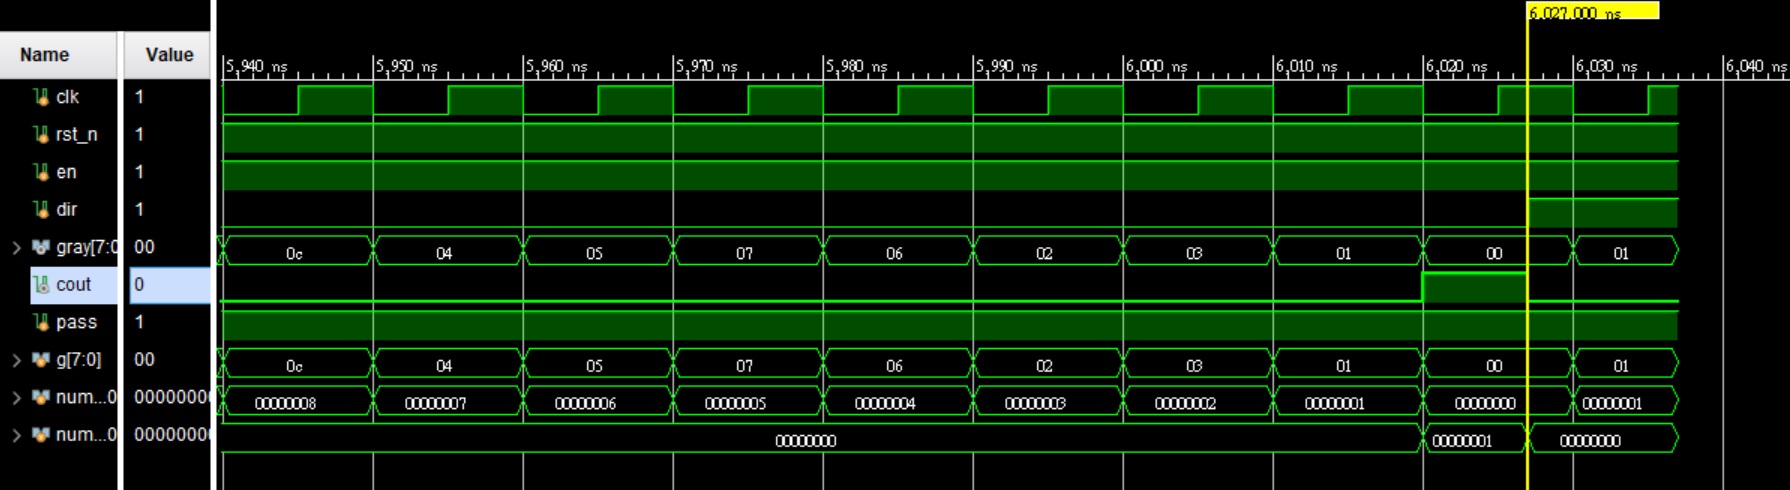 6,027.000 ns
Name Value
5,940 ns 5,950 ns 5,960 ns 5,970 ns 5,980 ns 5,990 ns 6,000 ns 6,010 ns 6,020 ns 6,030 ns 6,040 ns
clk 1
rst_n 1
en 1
dir 1
gray[7:0 00 0c 04 05 07 06 02 03 01 00 01
cout 0
pass 1
g[7:0] 00 0c 04 05 07 06 02 03 01 00 01
num...0 00000000 00000008 00000007 00000006 00000005 00000004 00000003 00000002 00000001 00000000 00000001
num...0 00000000 00000000 00000001 00000000